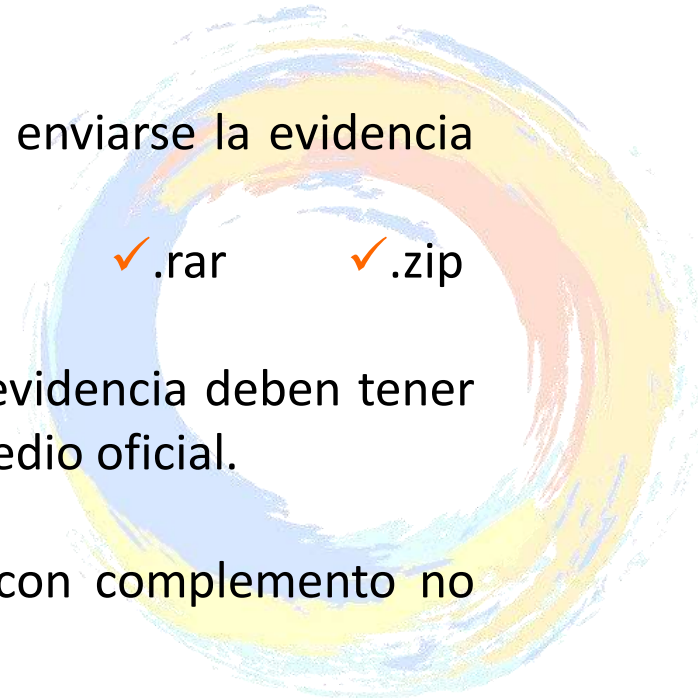 enviarse la evidencia
✓.rar ✓.zip
evidencia deben tener
edio oficial.
con complemento no